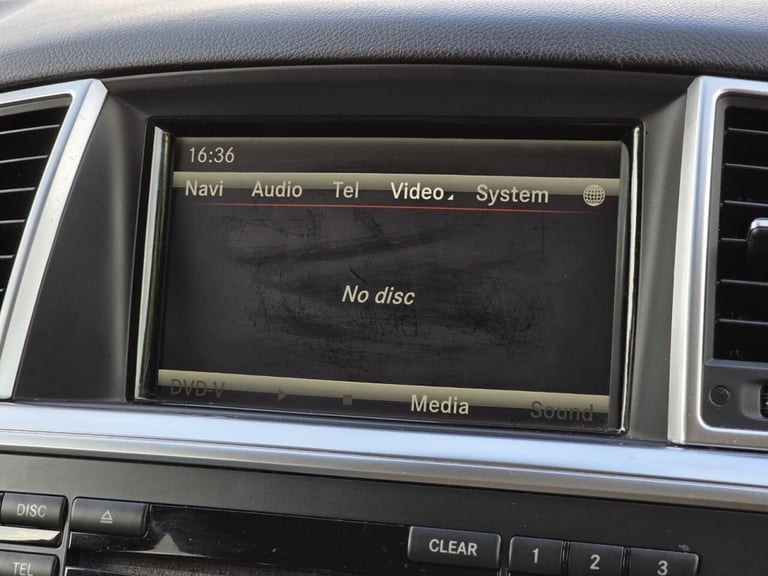 16:36
Navi Audio Tel Video System
No disc
DVD-V Media Sound
DISC
CLEAR 1 2 3
TEL